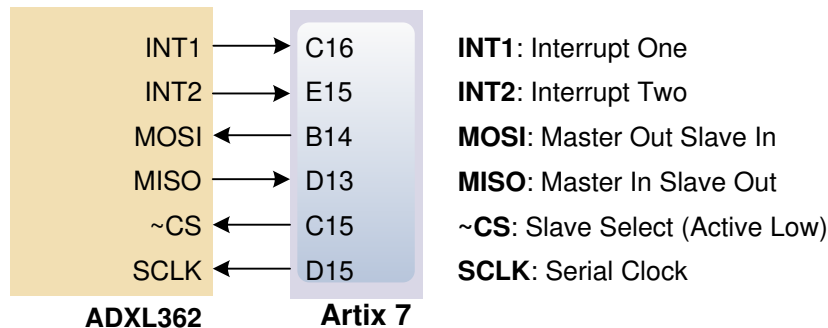 INT1 C16 INT1: Interrupt One
INT2 E15 INT2: Interrupt Two
MOSI B14 MOSI: Master Out Slave In
MISO D13 MISO: Master In Slave Out
~CS C15 ~CS: Slave Select (Active Low)
SCLK D15 SCLK: Serial Clock
ADXL362 Artix 7